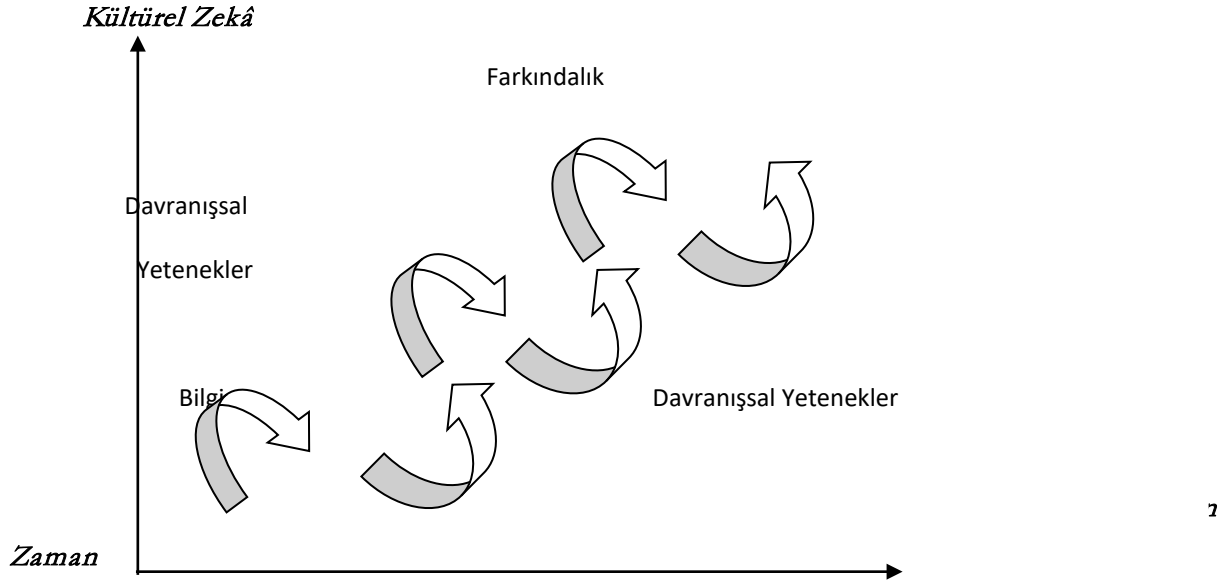 Kültürel Zekâ
Farkındalık
Davranışsal
Yetenekler
Bilgi
Davranışsal Yetenekler
Zaman